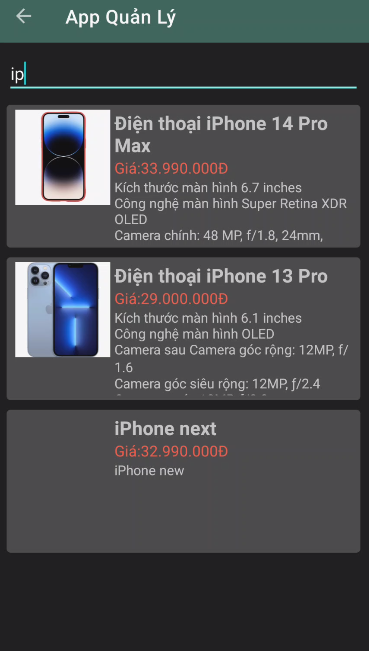 App Quản Lý
ip
Điện thoại iPhone 14 Pro
Max
Giá:33.990.000Đ
Kích thước màn hình 6.7 inches
Công nghệ màn hình Super Retina XDR
OLED
Camera chính: 48 MP, f/1.8, 24mm,
Điện thoại iPhone 13 Pro
Giá:29.000.000Đ
Kích thước màn hình 6.1 inches
Công nghệ màn hình OLED
Camera sau Camera góc rộng: 12MP, f/
1.6
Camera góc siêu rộng: 12MP, ƒ/2.4
iPhone next
Giá:32.990.000Đ
iPhone new